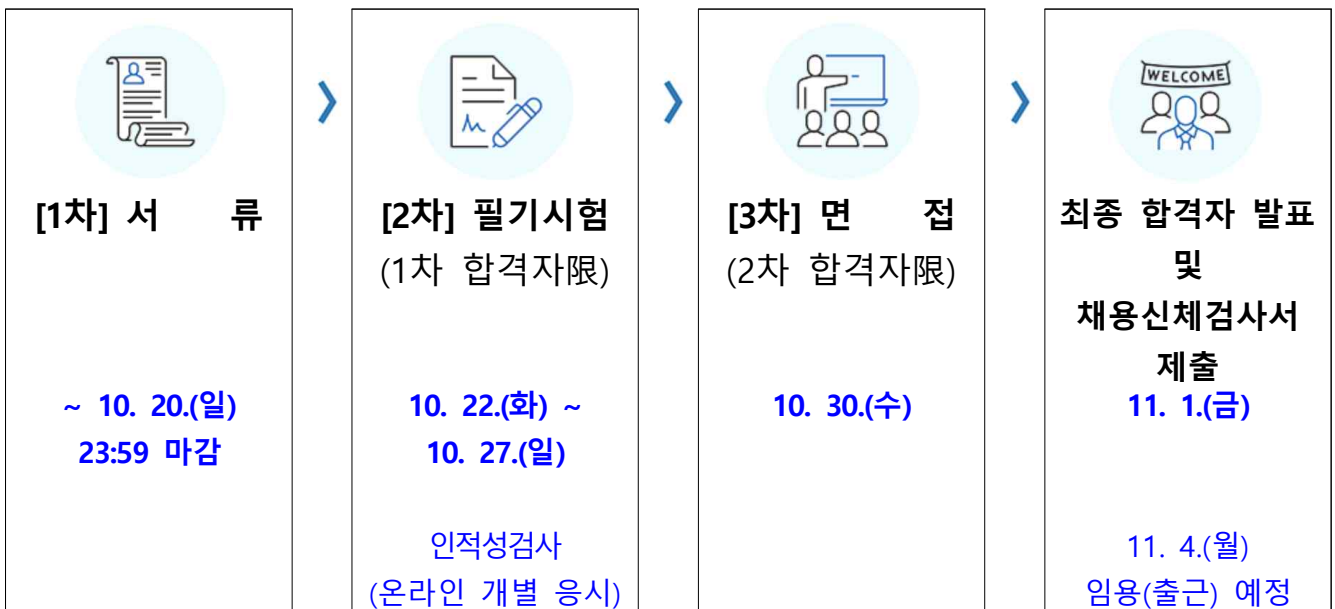 [1차] 서 류
~ 10. 20.(일)
23:59 마감
[2차] 필기시험
(1차 합격자限)
10. 22.(화) ~
10. 27.(일)
인적성검사
(온라인 개별 응시)
[3차] 면 접
(2차 합격자限)
10. 30.(수)
WELCOME
최종 합격자 발표
및
채용신체검사서
제출
11. 1.(금)
11. 4.(월)
임용(출근) 예정